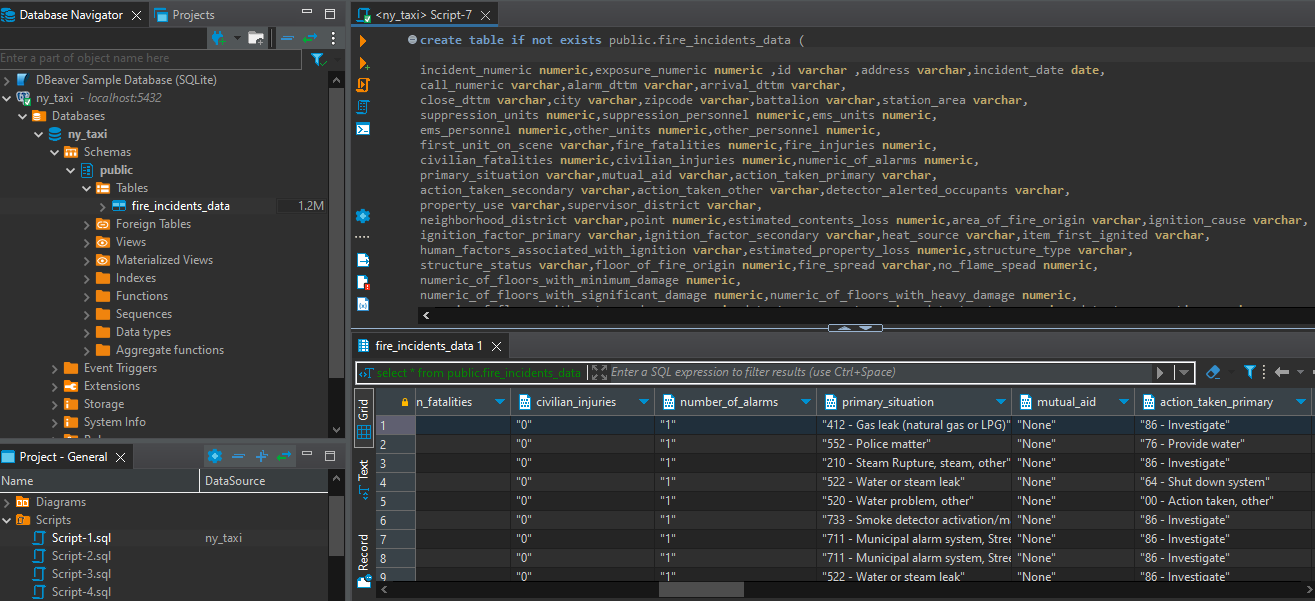 Database Navigator
Projects
Enter a part of object name here
DBeaver Sample Database (SQLite)
ny_taxi - localhost:5432
Databases
ny_taxi
Schemas
public
Tables
fire_incidents_data 1.2M
Foreign Tables
Views
Materialized Views
Indexes
Functions
Sequences
Data types
Aggregate functions
Event Triggers
Extensions
Storage
System Info
Project - General
Name DataSource
Diagrams
Scripts
Script-1.sql ny_taxi
Script-2.sql
Script-3.sql
Script-4.sql
<ny_taxi> Script-7
create table if not exists public.fire_incidents_data (
incident_numeric numeric,exposure_numeric numeric ,id varchar ,address varchar,incident_date date,
call_numeric varchar,alarm_dttm varchar,arrival_dttm varchar,
close_dttm varchar,city varchar,zipcode varchar,battalion varchar,station_area varchar,
suppression_units numeric,suppression_personnel numeric,ems_units numeric,
ems_personnel numeric,other_units numeric,other_personnel numeric,
first_unit_on_scene varchar,fire_fatalities numeric,fire_injuries numeric,
civilian_fatalities numeric,civilian_injuries numeric,numeric_of_alarms numeric,
primary_situation varchar,mutual_aid varchar,action_taken_primary varchar,
action_taken_secondary varchar,action_taken_other varchar,detector_alerted_occupants varchar,
property_use varchar,supervisor_district varchar,
neighborhood_district varchar,point numeric,estimated_contents_loss numeric,area_of_fire_origin varchar,ignition_cause varchar,
ignition_factor_primary varchar,ignition_factor_secondary varchar,heat_source varchar,item_first_ignited varchar,
human_factors_associated_with_ignition varchar,estimated_property_loss numeric,structure_type varchar,
structure_status varchar,floor_of_fire_origin numeric,fire_spread varchar,no_flame_spead numeric,
numeric_of_floors_with_minimum_damage numeric,
numeric_of_floors_with_significant_damage numeric,numeric_of_floors_with_heavy_damage numeric,
fire_incidents_data 1
select * from public.fire_incidents_data
Enter a SQL expression to filter results (use Ctrl+Space)
Grid
Text
Record
n_fatalities civilian_injuries number_of_alarms primary_situation mutual_aid action_taken_primary
1 "0" "1" "412 - Gas leak (natural gas or LPG)" "None" "86 - Investigate"
2 "0" "1" "552 - Police matter" "None" "76 - Provide water"
3 "0" "1" "210 - Steam Rupture, steam, other" "None" "86 - Investigate"
4 "0" "1" "522 - Water or steam leak" "None" "64 - Shut down system"
5 "0" "1" "520 - Water problem, other" "None" "00 - Action taken, other"
6 "0" "1" "733 - Smoke detector activation/m "None" "86 - Investigate"
7 "0" "1" "711 - Municipal alarm system, Stree "None" "86 - Investigate"
8 "0" "1" "711 - Municipal alarm system, Stree "None" "86 - Investigate"
9 "0" "1" "522 - Water or steam leak" "None" "86 - Investigate"